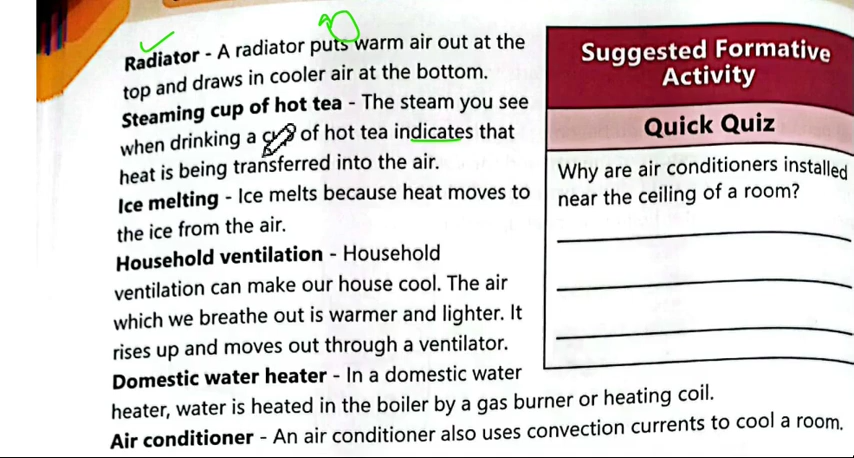 Radiator - A radiator puts warm air out at the
top and draws in cooler air at the bottom.
Steaming cup of hot tea - The steam you see
when drinking a of hot tea indicates that
heat is being transferred into the air.
Ice melting - Ice melts because heat moves to
the ice from the air.
Household ventilation - Household
ventilation can make our house cool. The air
which we breathe out is warmer and lighter. It
rises up and moves out through a ventilator.
Domestic water heater - In a domestic water
heater, water is heated in the boiler by a gas burner or heating coil.
Air conditioner - An air conditioner also uses convection currents to cool a room.
Suggested Formative
Activity
Quick Quiz
Why are air conditioners installed
near the ceiling of a room?